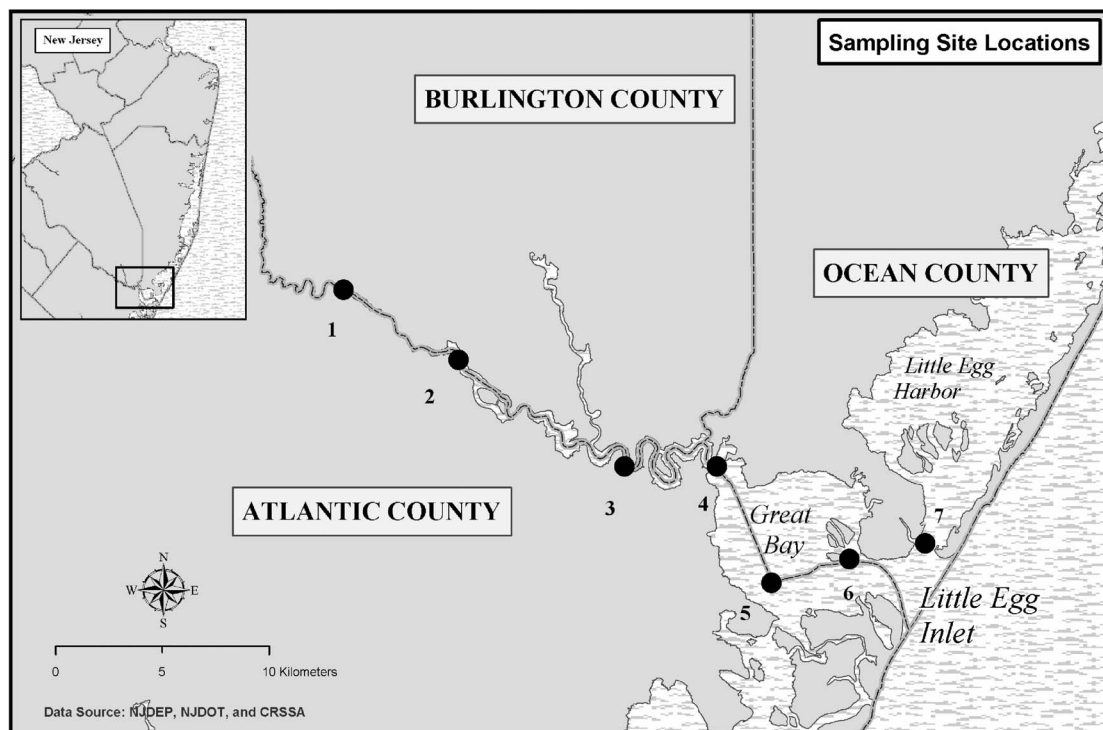 New Jersey
Sampling Site Locations
BURLINGTON COUNTY
OCEAN COUNTY
1
Little Egg
Harbor
2
ATLANTIC COUNTY
3
4
Great
Bay
7
N
W E
S
5
6
Little Egg
Inlet
0 5 10 Kilometers
Data Source: NJDEP, NJDOT, and CRSSA